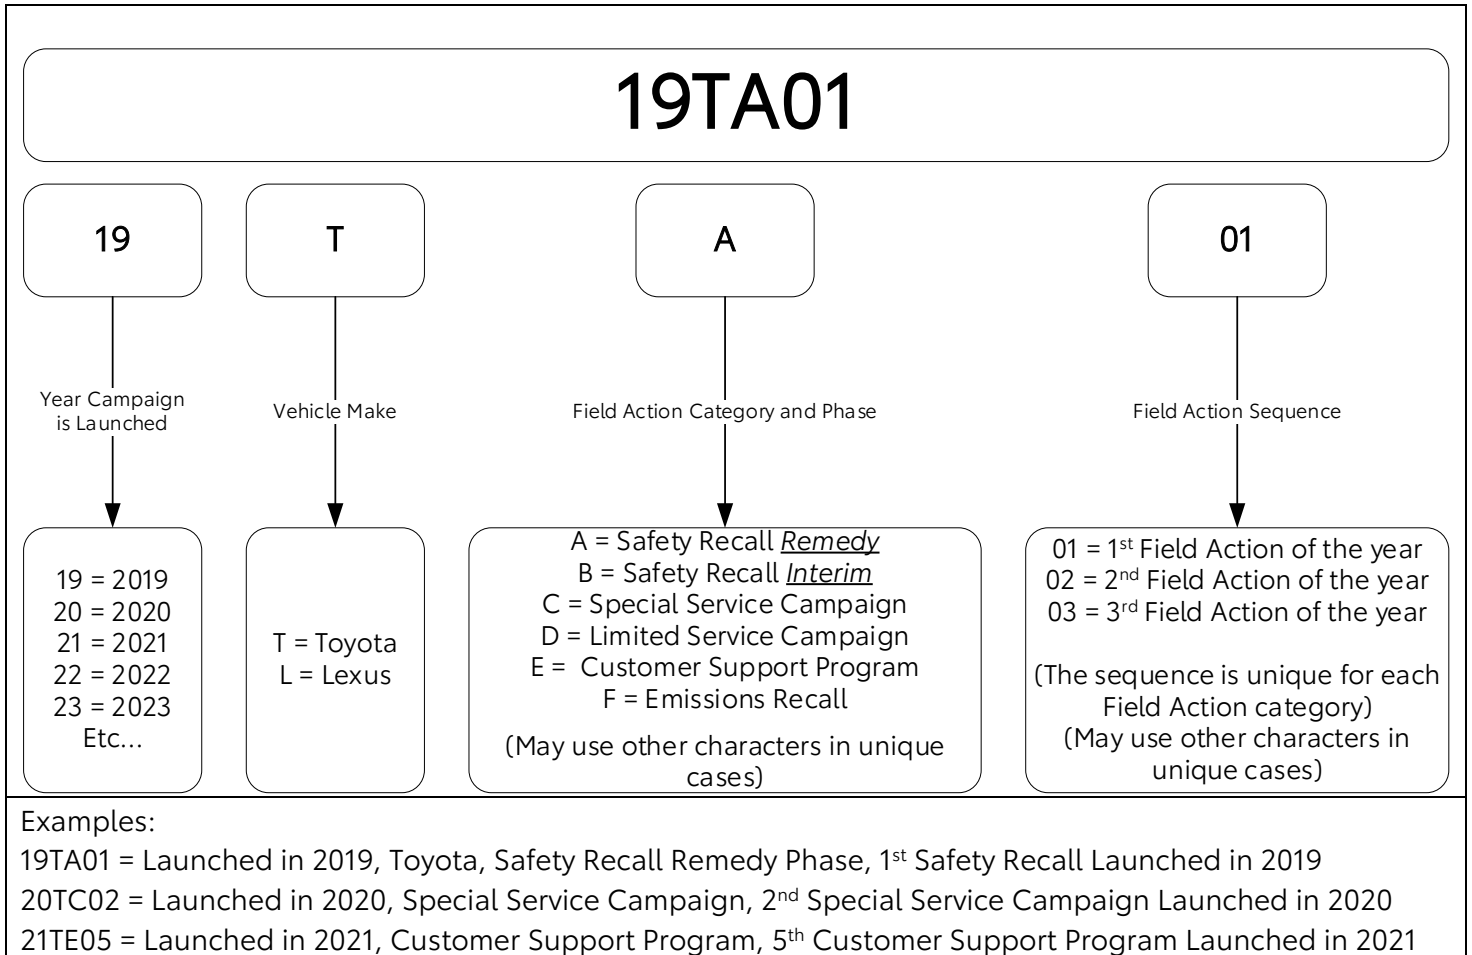 19TA01
19
T
A
01
Year Campaign
is Launched
Vehicle Make
Field Action Category and Phase
Field Action Sequence
19 = 2019
20 = 2020
21 = 2021
22 = 2022
23 = 2023
Etc...
T = Toyota
L = Lexus
A = Safety Recall Remedy
B = Safety Recall Interim
C = Special Service Campaign
D = Limited Service Campaign
E =  Customer Support Program
F = Emissions Recall
(May use other characters in unique
cases)
01 = 1st Field Action of the year
02 = 2nd Field Action of the year
03 = 3rd Field Action of the year
(The sequence is unique for each
Field Action category)
(May use other characters in
unique cases)
Examples:
19TA01 = Launched in 2019, Toyota, Safety Recall Remedy Phase, 1st Safety Recall Launched in 2019
20TC02 = Launched in 2020, Special Service Campaign, 2nd Special Service Campaign Launched in 2020
21TE05 = Launched in 2021, Customer Support Program, 5th Customer Support Program Launched in 2021